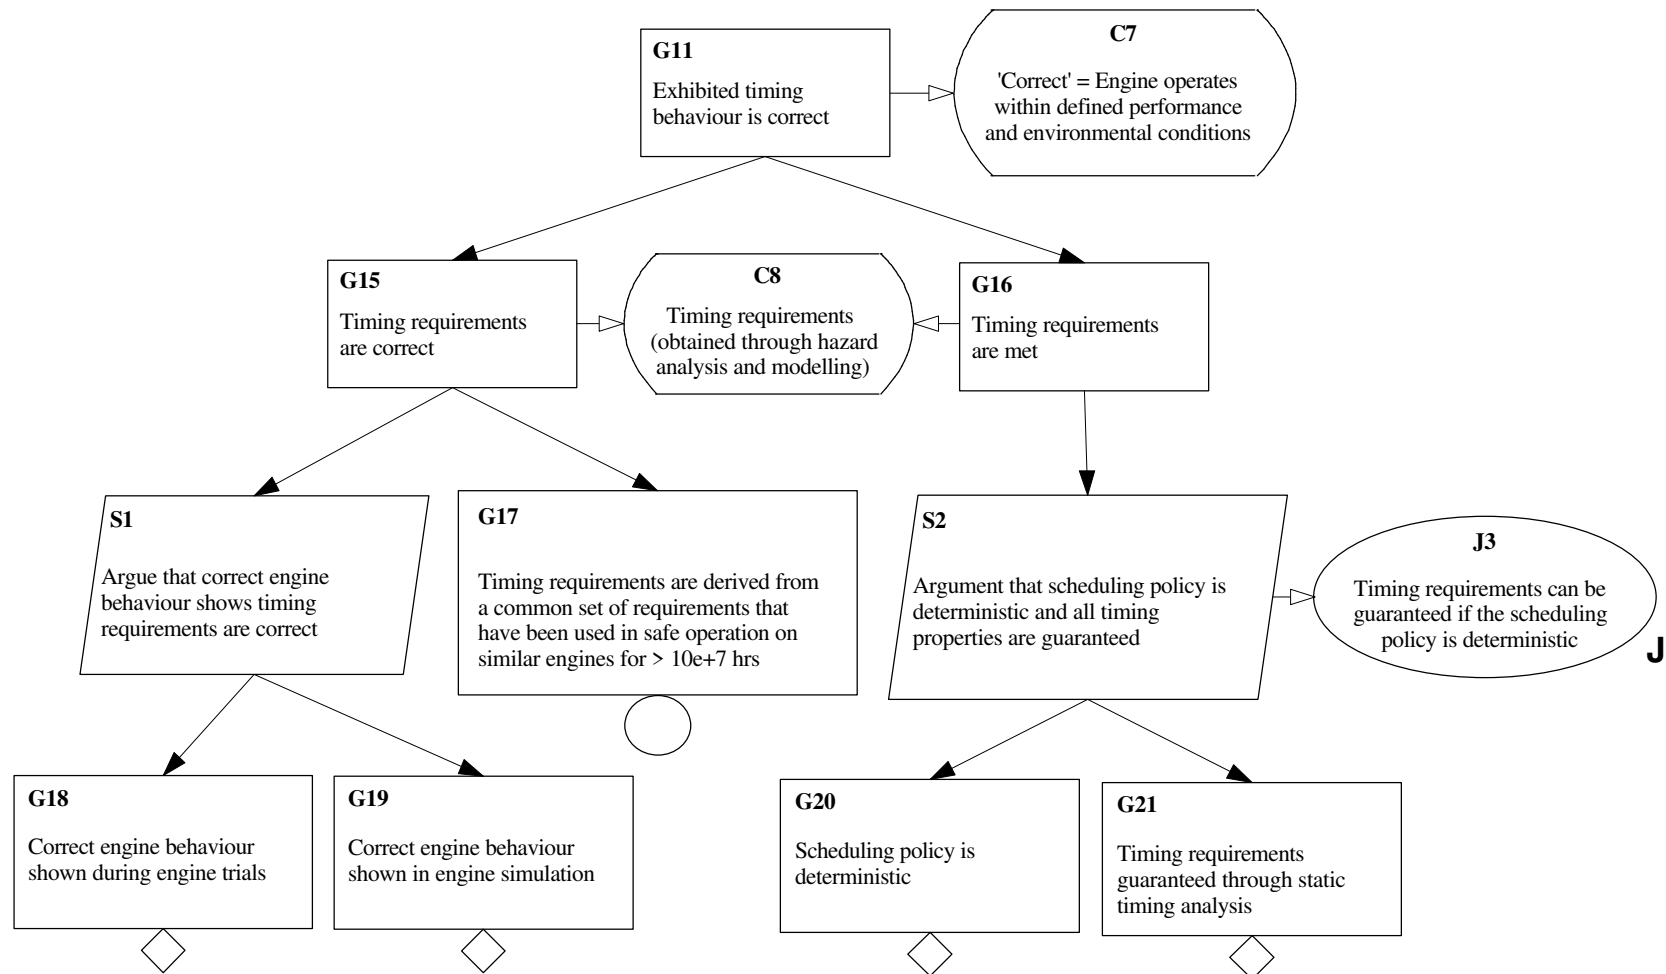 G11
Exhibited timing
behaviour is correct
C7
'Correct' = Engine operates
within defined performance
and environmental conditions
G15
Timing requirements
are correct
C8
Timing requirements
(obtained through hazard
analysis and modelling)
G16
Timing requirements
are met
S1
Argue that correct engine
behaviour shows timing
requirements are correct
G17
Timing requirements are derived from
a common set of requirements that
have been used in safe operation on
similar engines for > 10e+7 hrs
S2
Argument that scheduling policy is
deterministic and all timing
properties are guaranteed
J3
Timing requirements can be
guaranteed if the scheduling
policy is deterministic
J
G18
Correct engine behaviour
shown during engine trials
G19
Correct engine behaviour
shown in engine simulation
G20
Scheduling policy is
deterministic
G21
Timing requirements
guaranteed through static
timing analysis